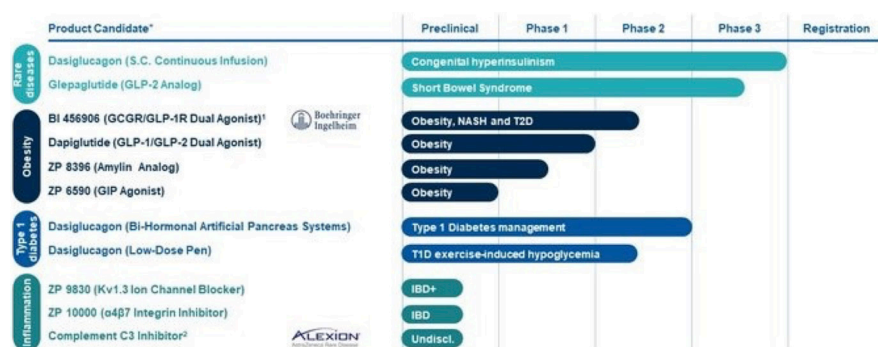 Product Candidate* Preclinical Phase 1 Phase 2 Phase 3 Registration
Rare diseases
Dasiglucagon (S.C. Continuous Infusion) Congenital hyperinsulinism
Glepaglutide (GLP-2 Analog) Short Bowel Syndrome
Obesity
BI 456906 (GCGR/GLP-1R Dual Agonist)¹ Boehringer Ingelheim Obesity, NASH and T2D
Dapiglutide (GLP-1/GLP-2 Dual Agonist) Obesity
ZP 8396 (Amylin Analog) Obesity
ZP 6590 (GIP Agonist) Obesity
Type 1 diabetes
Dasiglucagon (Bi-Hormonal Artificial Pancreas Systems) Type 1 Diabetes management
Dasiglucagon (Low-Dose Pen) T1D exercise-induced hypoglycemia
Inflammation
ZP 9830 (Kv1.3 Ion Channel Blocker) IBD+
ZP 10000 (α4β7 Integrin Inhibitor) IBD
Complement C3 Inhibitor² ALEXION Undiscl.
AstraZeneca Rare Disease